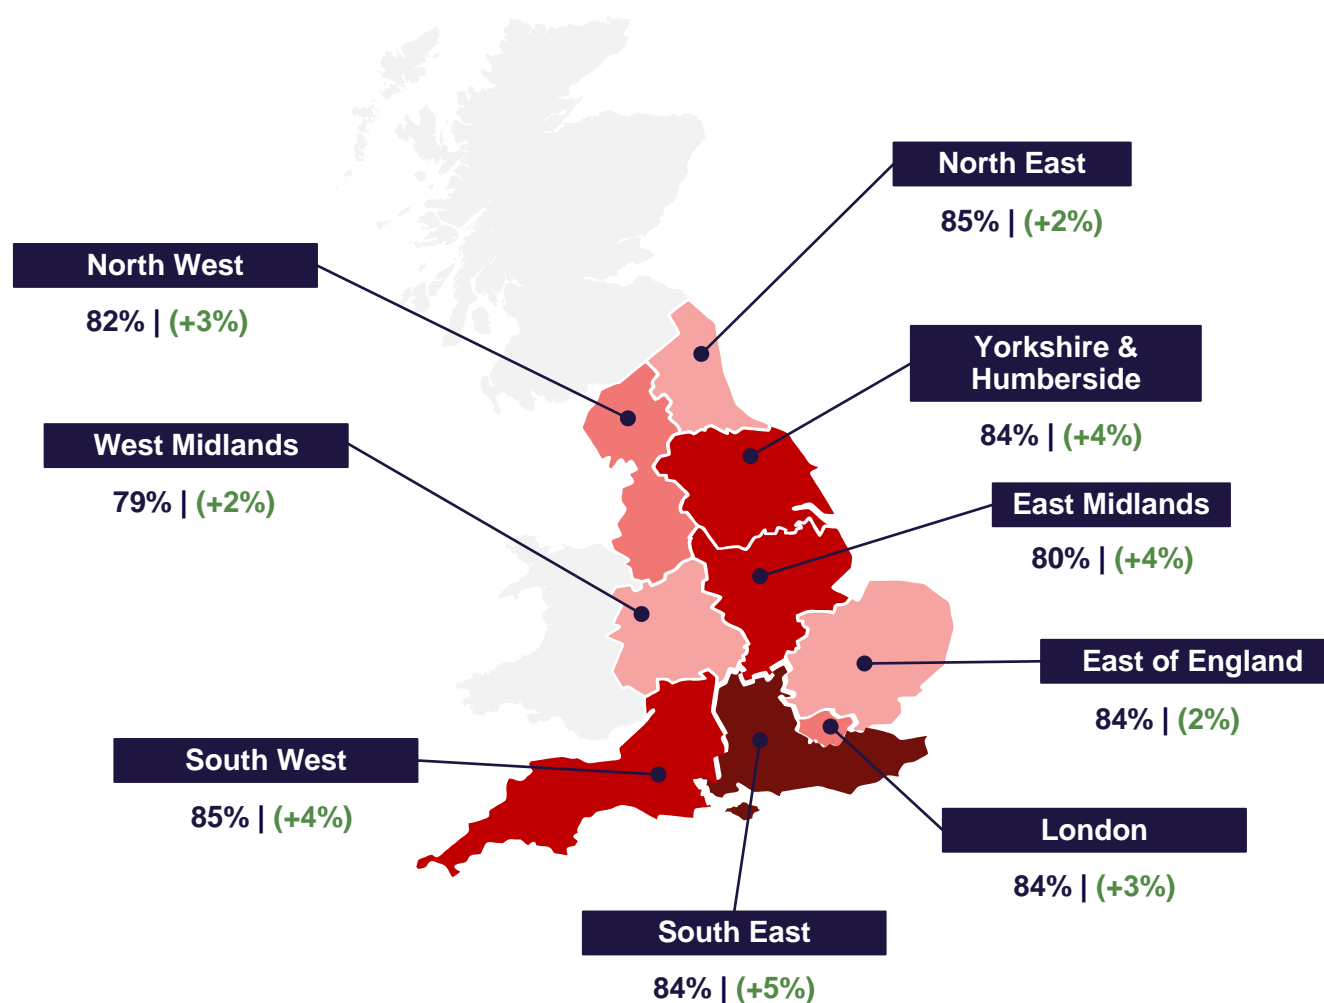 North East
85% | (+2%)
North West
82% | (+3%)
Yorkshire &
Humberside
84% | (+4%)
West Midlands
79% | (+2%)
East Midlands
80% | (+4%)
East of England
84% | (2%)
South West
85% | (+4%)
London
84% | (+3%)
South East
84% | (+5%)